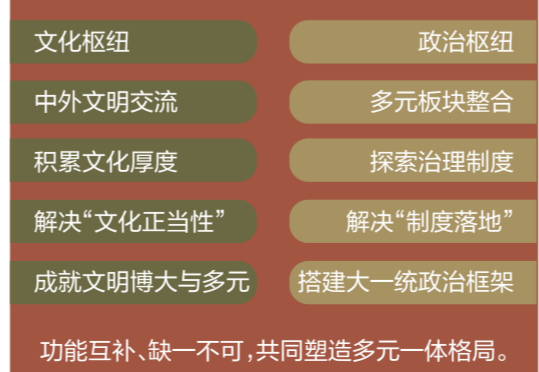 文化枢纽
政治枢纽
中外文明交流
多元板块整合
积累文化厚度
探索治理制度
解决“文化正当性”
解决“制度落地”
成就文明博大与多元
搭建大一统政治框架
功能互补、缺一不可，共同塑造多元一体格局。